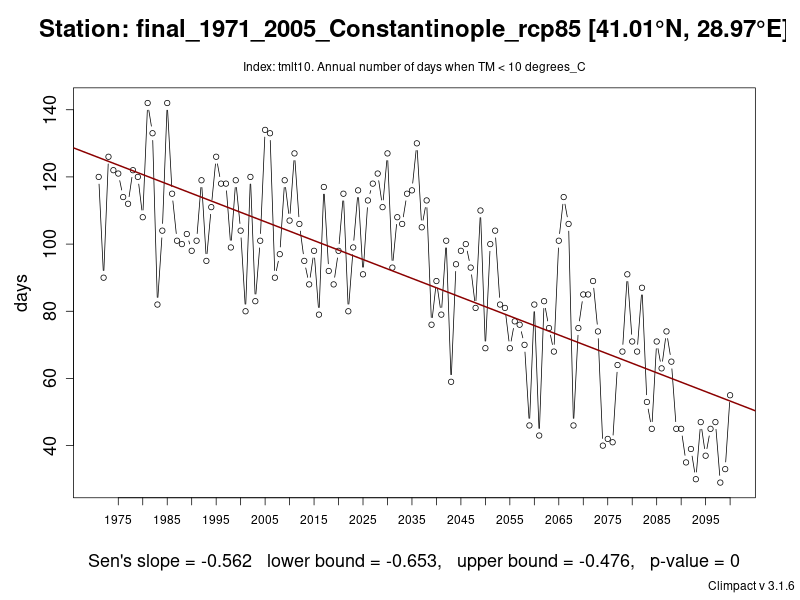 Station: final_1971_2005_Constantinople_rcp85 [41.01°N, 28.97°E]
Index: tmlt10. Annual number of days when TM < 10 degrees_C
days
140
120
100
80
60
40
1975 1985 1995 2005 2015 2025 2035 2045 2055 2065 2075 2085 2095
Sen's slope = -0.562 lower bound = -0.653, upper bound = -0.476, p-value = 0
Climpact v 3.1.6